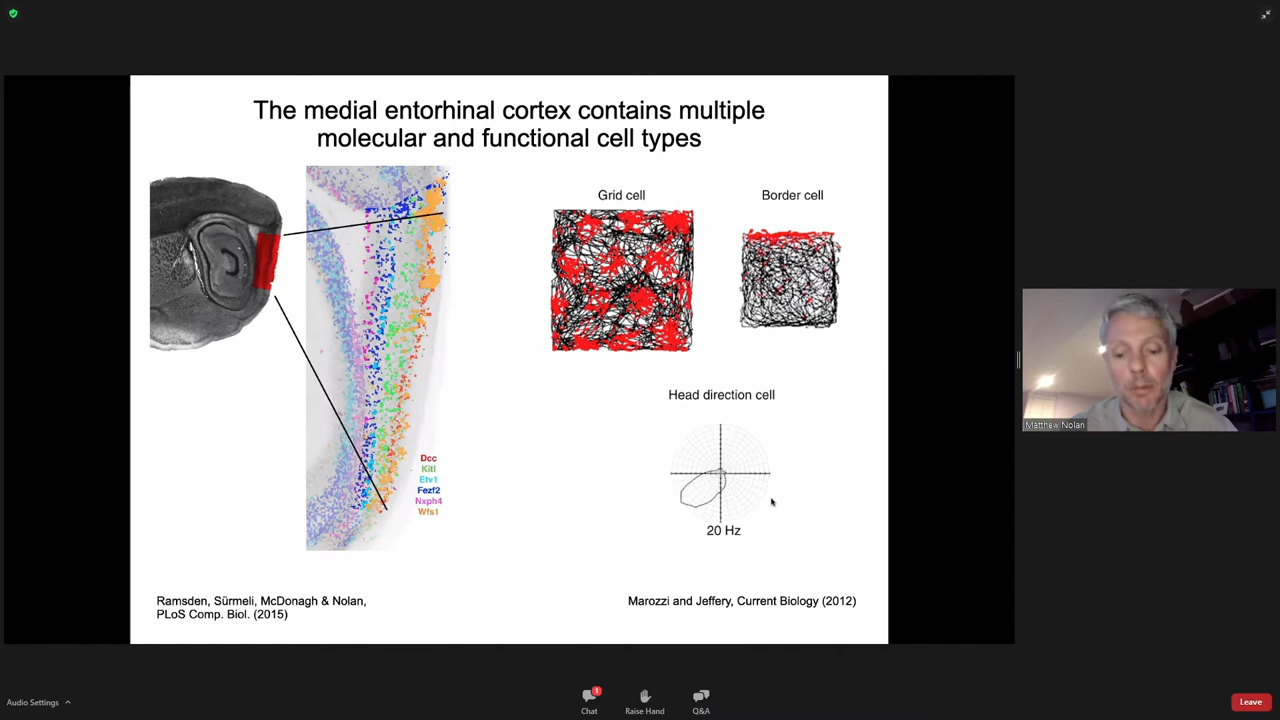 The medial entorhinal cortex contains multiple
molecular and functional cell types
Grid cell
Border cell
Head direction cell
20 Hz
Dcc
Kitl
Etv1
Fezf2
Nxph4
Wfs1
Ramsden, Sürmeli, McDonagh & Nolan,
PLoS Comp. Biol. (2015)
Marozzi and Jeffery, Current Biology (2012)
Matthew Nolan
Audio Settings
1
Chat
Raise Hand
Q&A
Leave